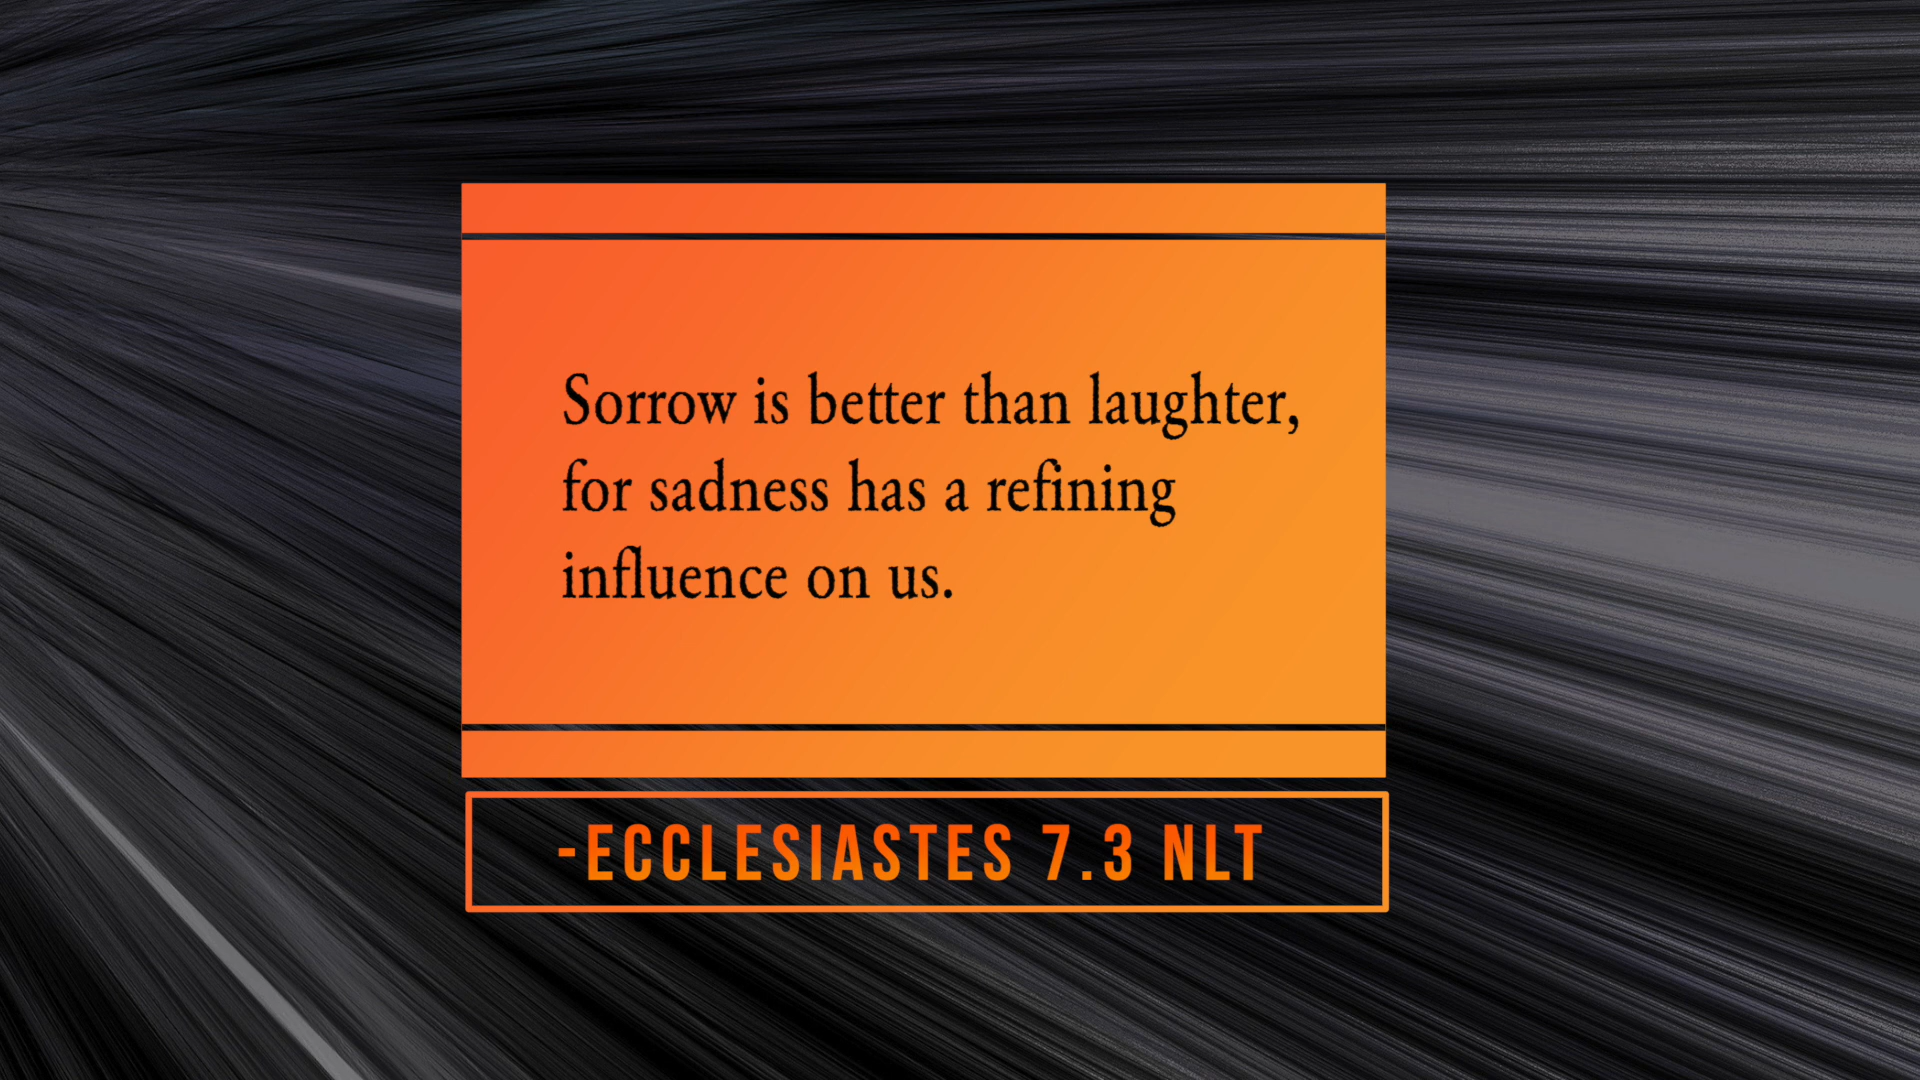 Sorrow is better than laughter,
for sadness has a refining
influence on us.
-ECCLESIASTES 7.3 NLT